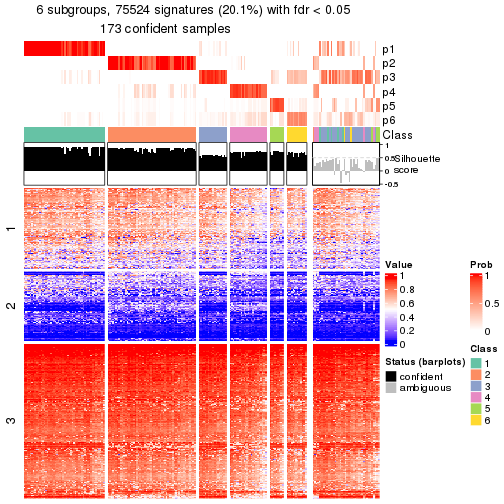 6 subgroups, 75524 signatures (20.1%) with fdr < 0.05
173 confident samples
p1
p2
p3
p4
p5
p6
Class
1
0.5
0
-0.5
Silhouette
score
1
2
3
Value
1
0.8
0.6
0.4
0.2
0
Status (barplots)
confident
ambiguous
Prob
1
0.5
0
Class
1
2
3
4
5
6